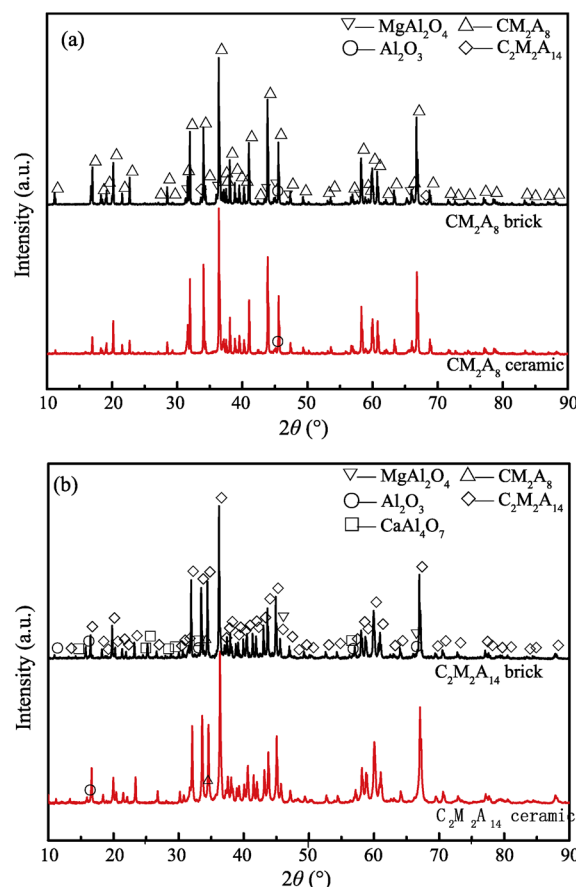 (a)
MgAl₂O₄ CM₂A₈
Al₂O₃ C₂M₂A₁₄
Intensity (a.u.)
CM₂A₈ brick
CM₂A₈ ceramic
10 20 30 40 50 60 70 80 90
2θ (°)
(b)
MgAl₂O₄ CM₂A₈
Al₂O₃ C₂M₂A₁₄
CaAl₄O₇
Intensity (a.u.)
C₂M₂A₁₄ brick
C₂M₂A₁₄ ceramic
10 20 30 40 50 60 70 80 90
2θ (°)